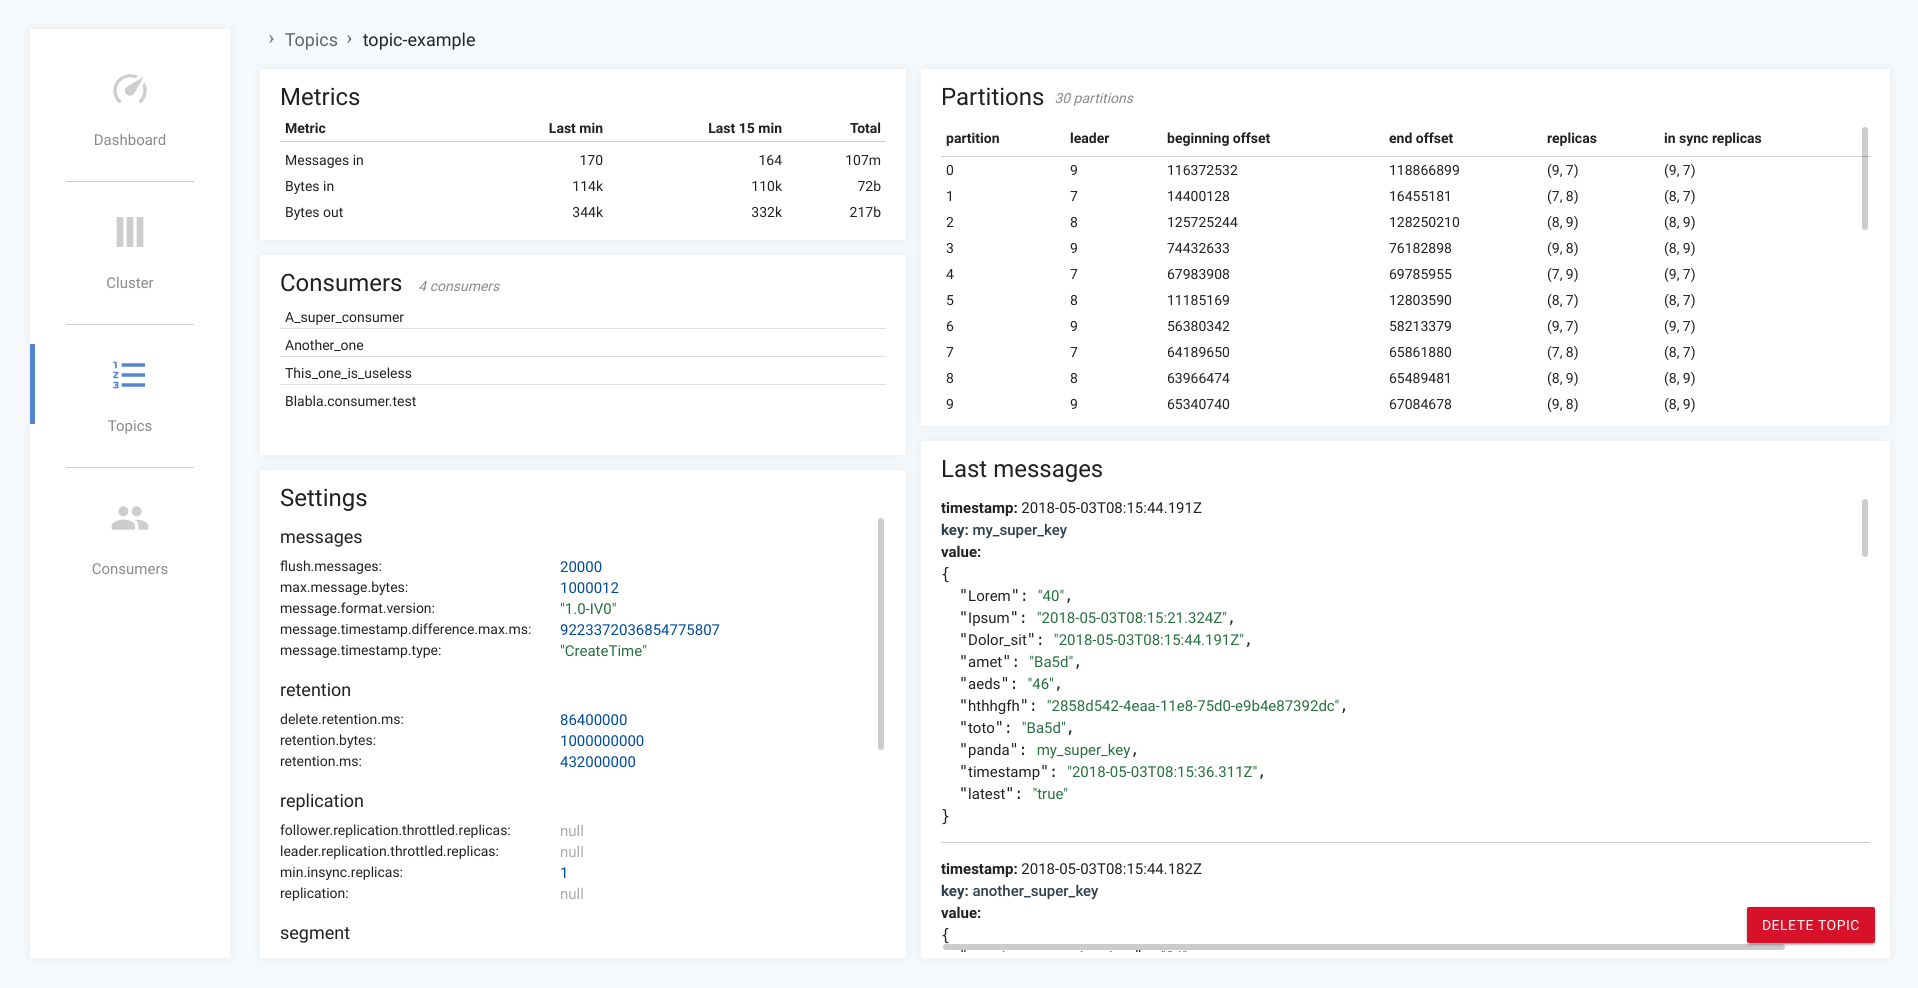 Dashboard
Cluster
Topics
Consumers
› Topics › topic-example
Metrics
Metric Last min Last 15 min Total
Messages in 170 164 107m
Bytes in 114k 110k 72b
Bytes out 344k 332k 217b
Consumers 4 consumers
A_super_consumer
Another_one
This_one_is_useless
Blabla.consumer.test
Settings
messages
flush.messages: 20000
max.message.bytes: 1000012
message.format.version: "1.0-IV0"
message.timestamp.difference.max.ms: 9223372036854775807
message.timestamp.type: "CreateTime"
retention
delete.retention.ms: 86400000
retention.bytes: 1000000000
retention.ms: 432000000
replication
follower.replication.throttled.replicas: null
leader.replication.throttled.replicas: null
min.insync.replicas: 1
replication: null
segment
Partitions 30 partitions
partition leader beginning offset end offset replicas in sync replicas
0 9 116372532 118866899 (9, 7) (9, 7)
1 7 14400128 16455181 (7, 8) (8, 7)
2 8 125725244 128250210 (8, 9) (8, 9)
3 9 74432633 76182898 (9, 8) (8, 9)
4 7 67983908 69785955 (7, 9) (9, 7)
5 8 11185169 12803590 (8, 7) (8, 7)
6 9 56380342 58213379 (9, 7) (9, 7)
7 7 64189650 65861880 (7, 8) (8, 7)
8 8 63966474 65489481 (8, 9) (8, 9)
9 9 65340740 67084678 (9, 8) (8, 9)
Last messages
timestamp: 2018-05-03T08:15:44.191Z
key: my_super_key
value:
{
"Lorem": "40",
"Ipsum": "2018-05-03T08:15:21.324Z",
"Dolor_sit": "2018-05-03T08:15:44.191Z",
"amet": "Ba5d",
"aeds": "46",
"hthhgfh": "2858d542-4eaa-11e8-75d0-e9b4e87392dc",
"toto": "Ba5d",
"panda": my_super_key,
"timestamp": "2018-05-03T08:15:36.311Z",
"latest": "true"
}
timestamp: 2018-05-03T08:15:44.182Z
key: another_super_key
value:
{
DELETE TOPIC